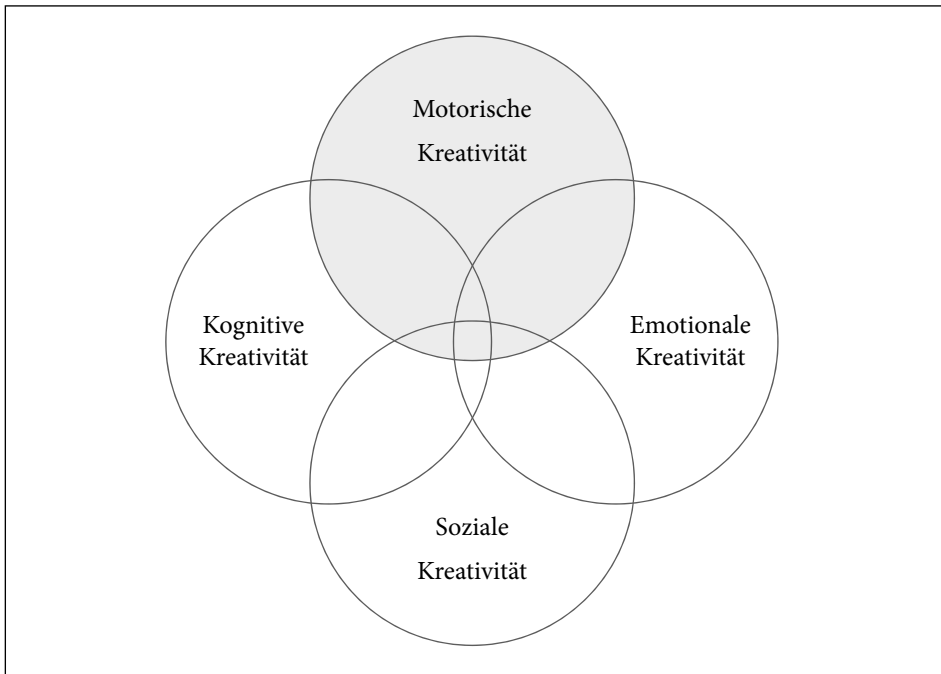 Motorische
Kreativität
Kognitive
Kreativität
Emotionale
Kreativität
Soziale
Kreativität